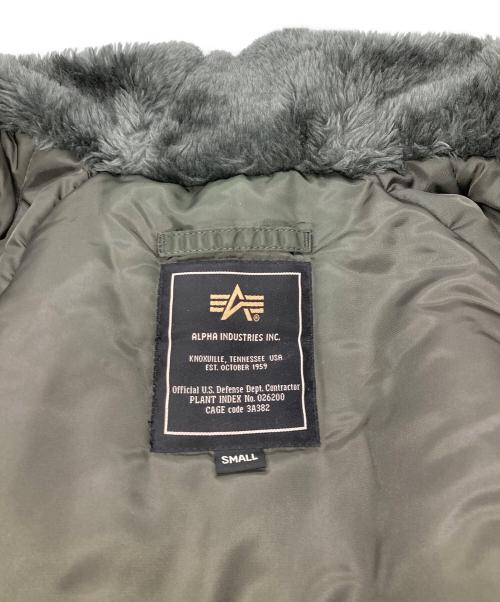 ALPHA INDUSTRIES INC.
KNOXUILLE, TENNESSEE USA
EST. OCTOBER 1959
Official U.S. Defense Dept. Contractor
PLANT INDEX No. 026200
CAGE code 3A382
SMALL